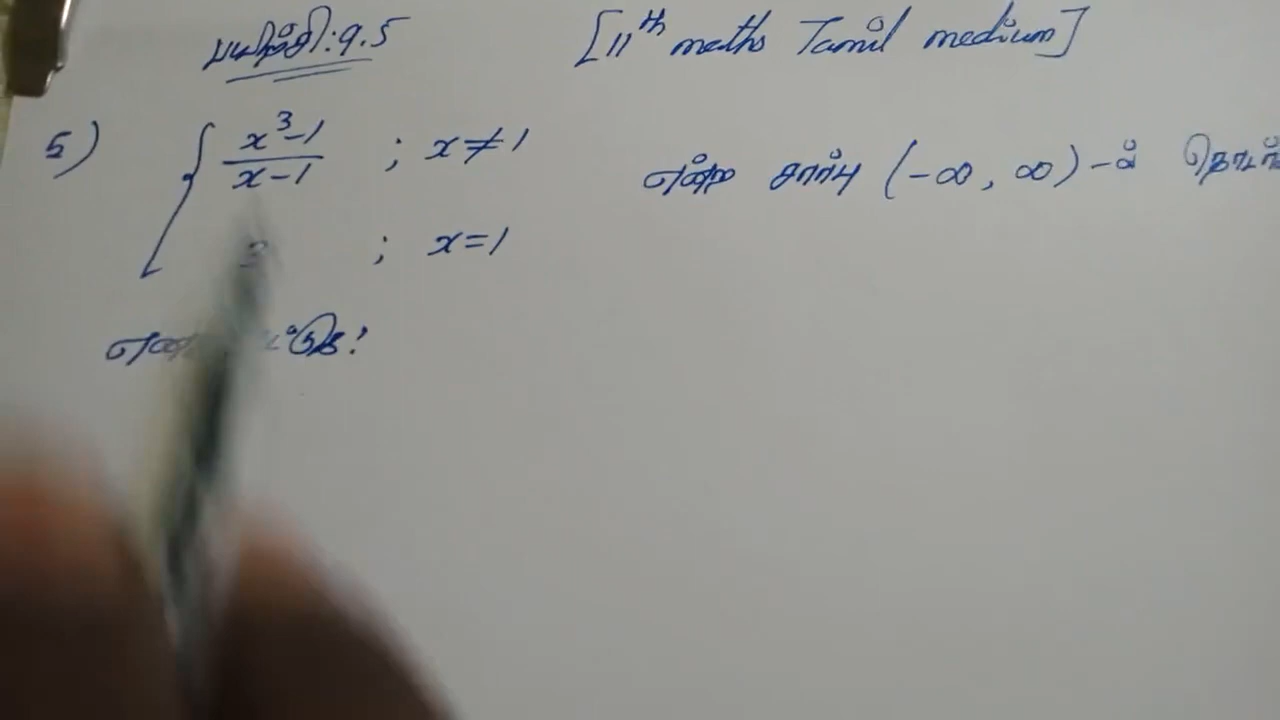 பயிற்சி: 9.5 [11th maths Tamil medium]
5) { x³-1 / x-1 ; x≠1 என்ற சார்பு (-∞, ∞)-ல்
; x=1